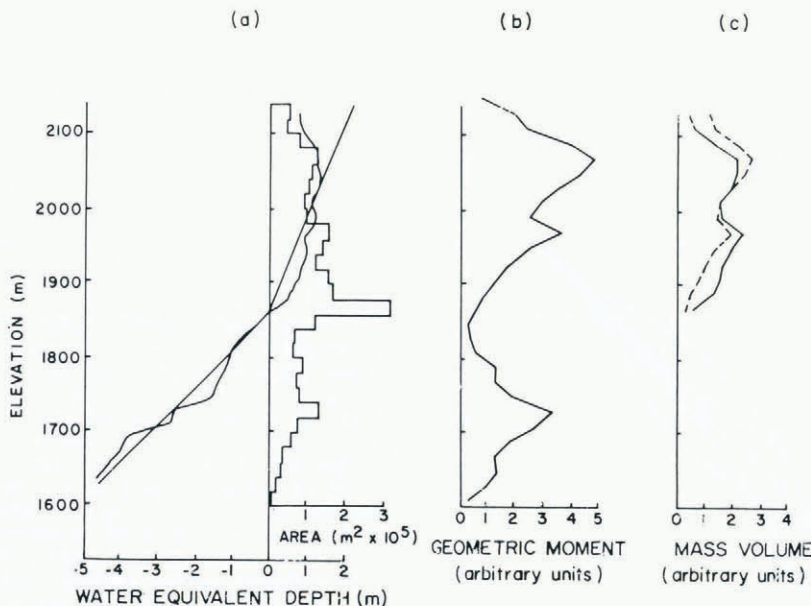 (a)
(b)
(c)
2100
2000
1900
1800
1700
1600
ELEVATION (m)
0 1 2 3
AREA (m² x 10⁵)
-5 -4 -3 -2 -1 0 1 2
WATER EQUIVALENT DEPTH (m)
0 1 2 3 4 5
GEOMETRIC MOMENT
(arbitrary units)
0 2 3 4
MASS VOLUME
(arbitrary units)